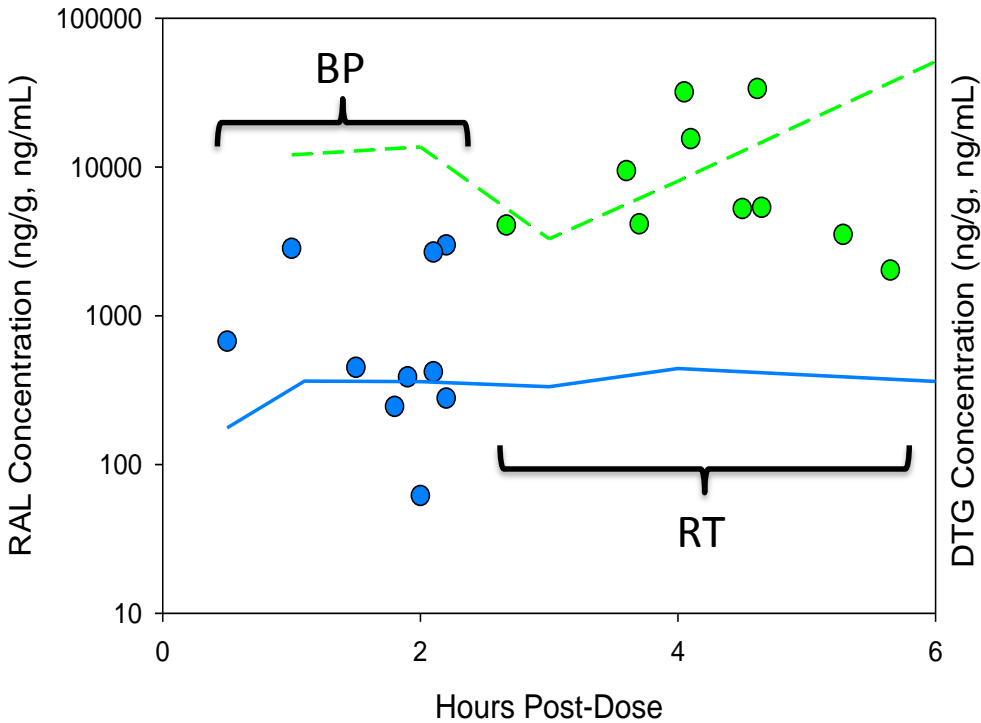 100000
10000
1000
100
10
0
2
4
6
Hours Post-Dose
RAL Concentration (ng/g, ng/mL)
DTG Concentration (ng/g, ng/mL)
BP
RT